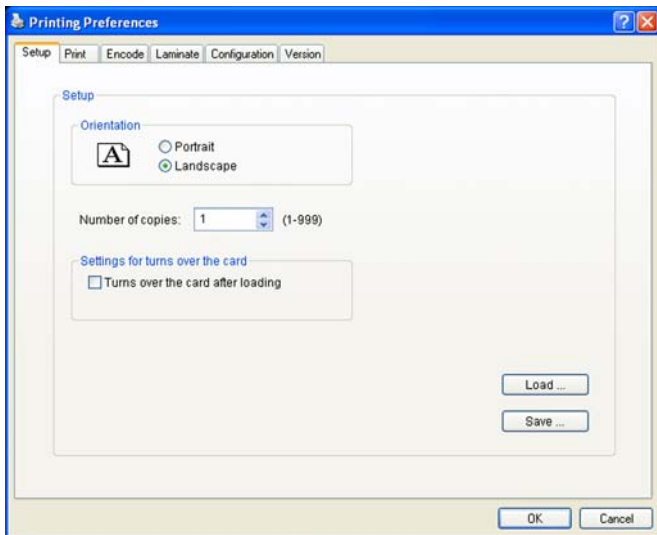 Printing Preferences
Setup Print Encode Laminate Configuration Version
Setup
Orientation
A
Portrait
Landscape
Number of copies: 1 (1-999)
Settings for turns over the card
Turns over the card after loading
Load ...
Save ...
OK Cancel